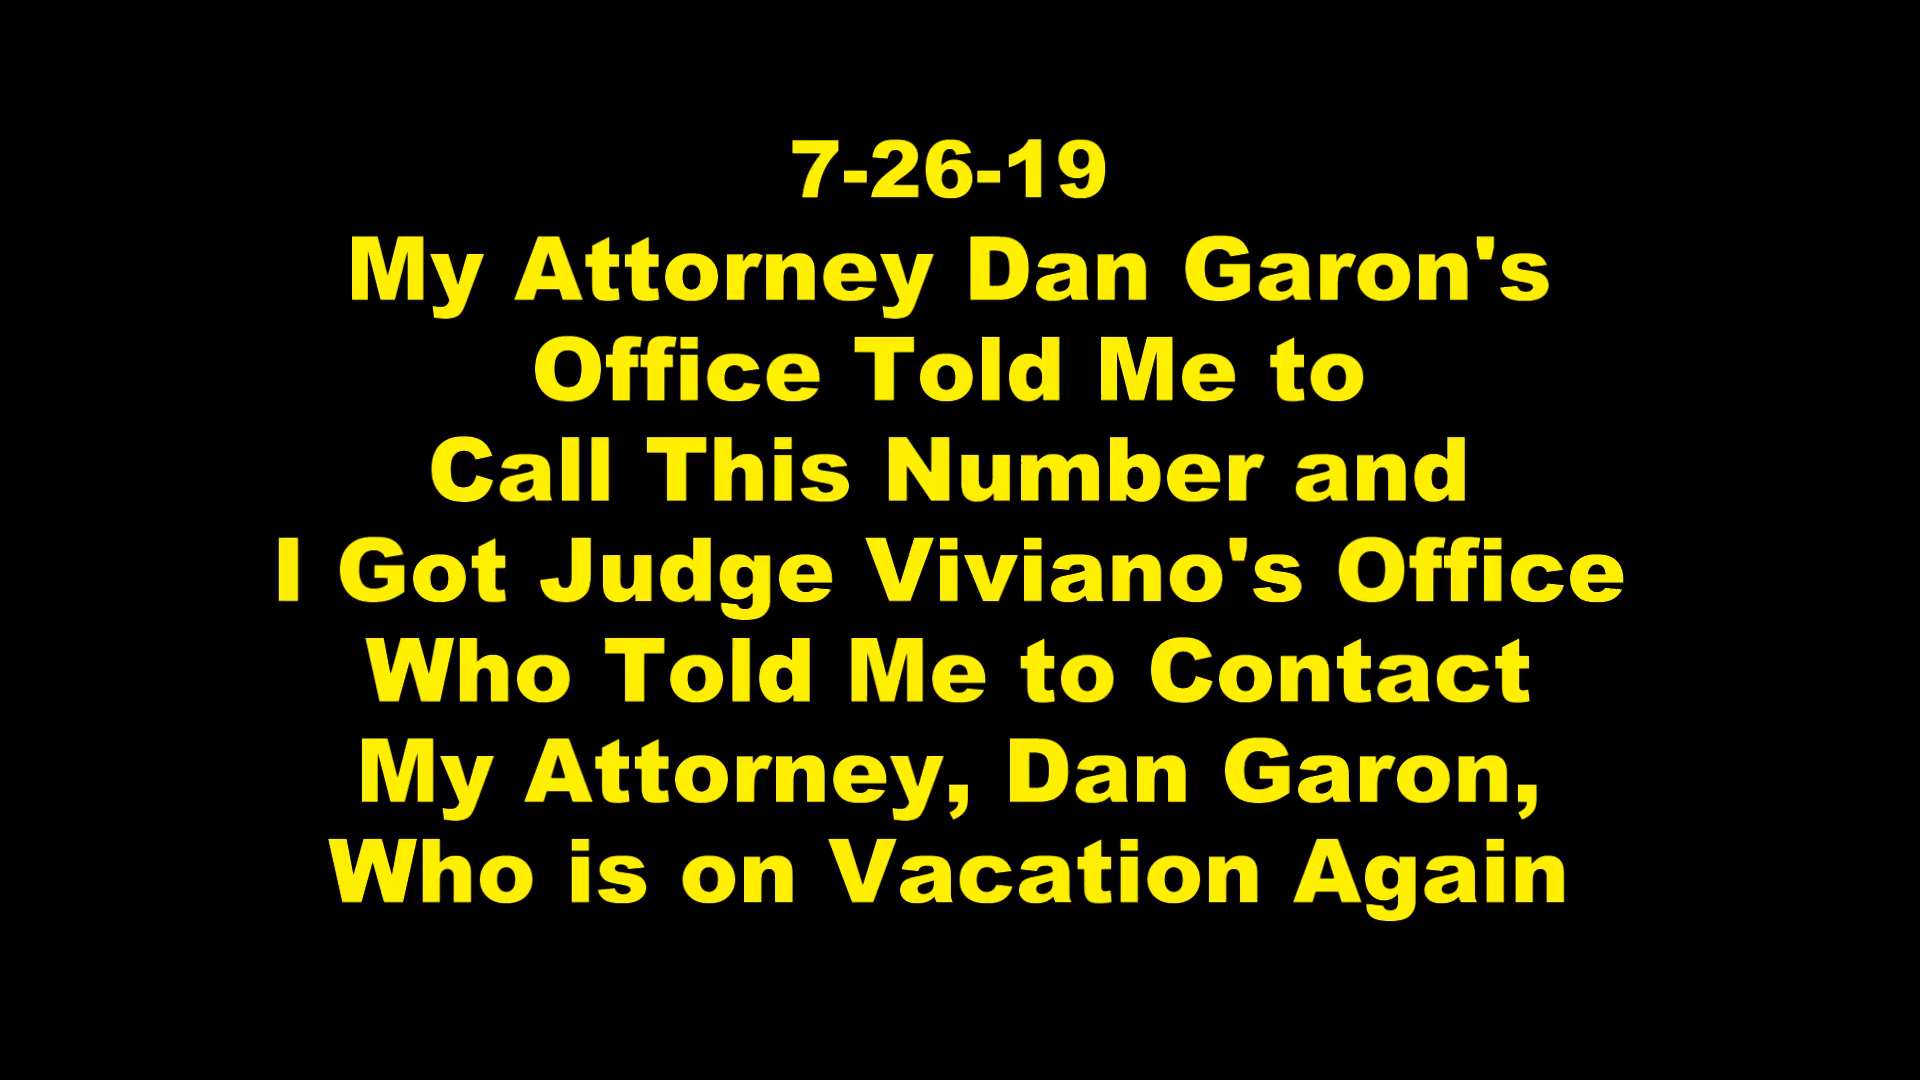 7-26-19
My Attorney Dan Garon's
Office Told Me to
Call This Number and
I Got Judge Viviano's Office
Who Told Me to Contact
My Attorney, Dan Garon,
Who is on Vacation Again